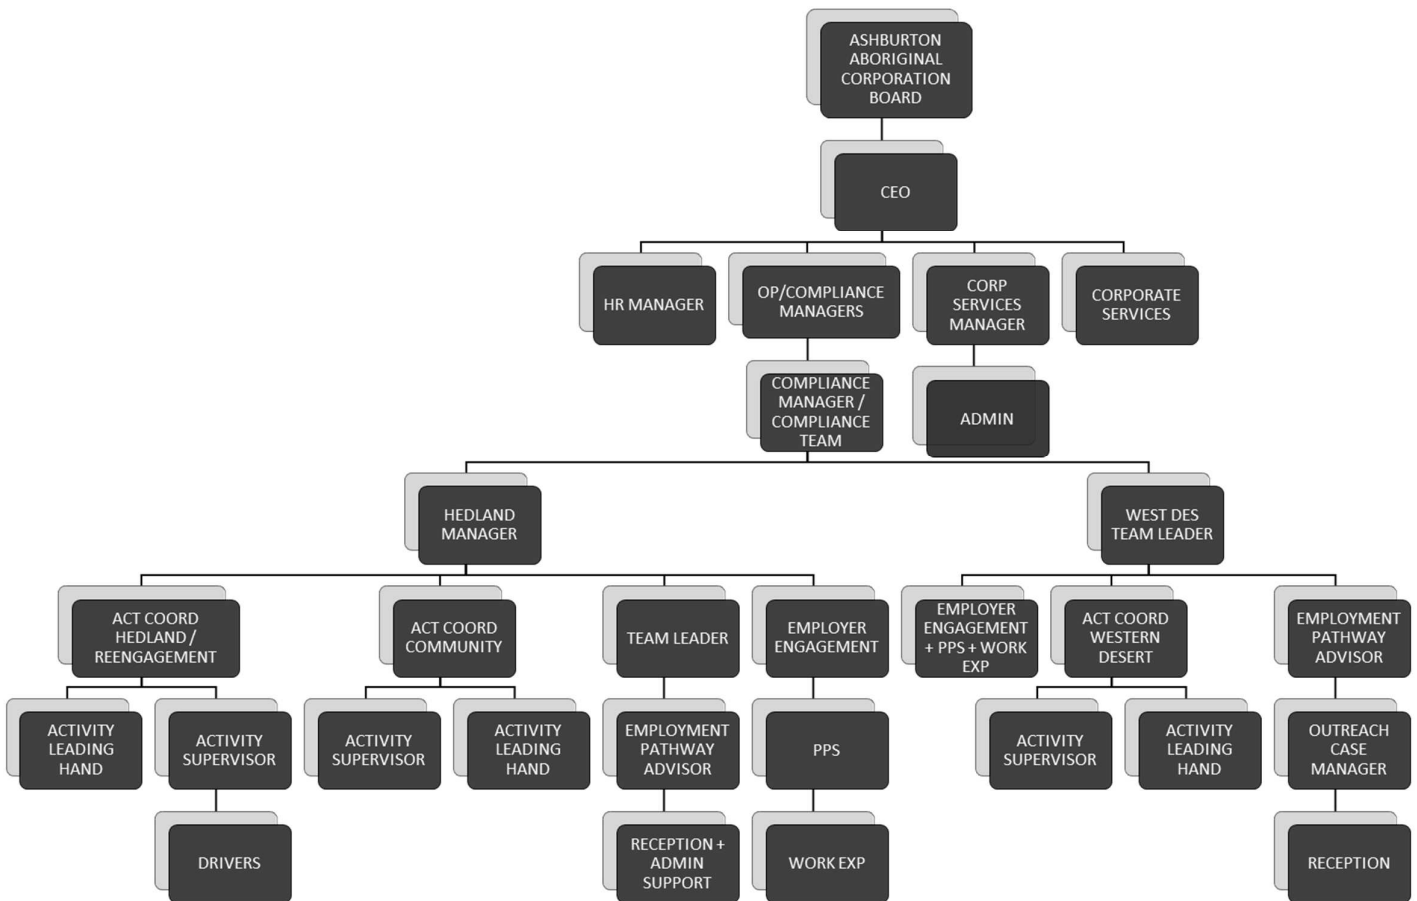 ASHBURTON
ABORIGINAL
CORPORATION
BOARD
CEO
HR MANAGER
OP/COMPLIANCE
MANAGERS
CORP
SERVICES
MANAGER
CORPORATE
SERVICES
COMPLIANCE
MANAGER /
COMPLIANCE
TEAM
ADMIN
HEDLAND
MANAGER
WEST DES
TEAM LEADER
ACT COORD
HEDLAND /
REENGAGEMENT
ACT COORD
COMMUNITY
TEAM LEADER
EMPLOYER
ENGAGEMENT
EMPLOYER
ENGAGEMENT
+ PPS + WORK
EXP
ACT COORD
WESTERN
DESERT
EMPLOYMENT
PATHWAY
ADVISOR
ACTIVITY
LEADING
HAND
ACTIVITY
SUPERVISOR
ACTIVITY
SUPERVISOR
ACTIVITY
LEADING
HAND
EMPLOYMENT
PATHWAY
ADVISOR
PPS
ACTIVITY
SUPERVISOR
ACTIVITY
LEADING
HAND
OUTREACH
CASE
MANAGER
DRIVERS
RECEPTION +
ADMIN
SUPPORT
WORK EXP
RECEPTION